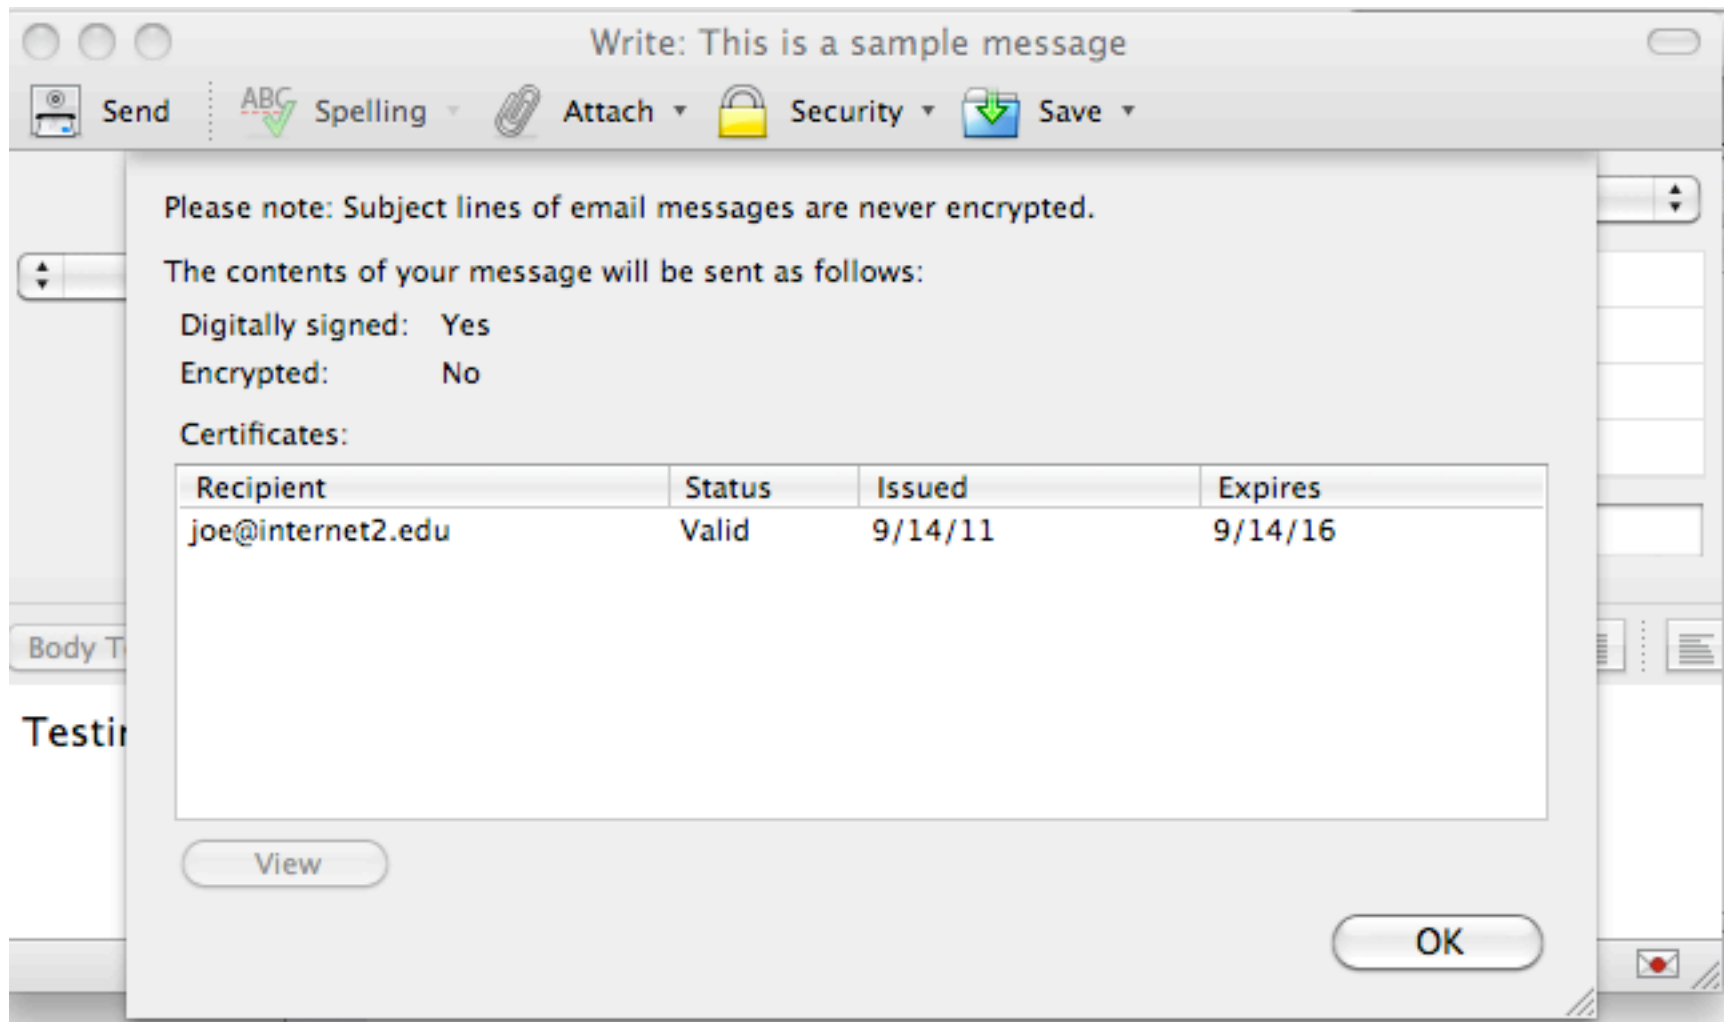 Write: This is a sample message
Send ABC Spelling Attach Security Save
Please note: Subject lines of email messages are never encrypted.
The contents of your message will be sent as follows:
Digitally signed: Yes
Encrypted: No
Certificates:
Recipient Status Issued Expires
joe@internet2.edu Valid 9/14/11 9/14/16
Body
View
OK